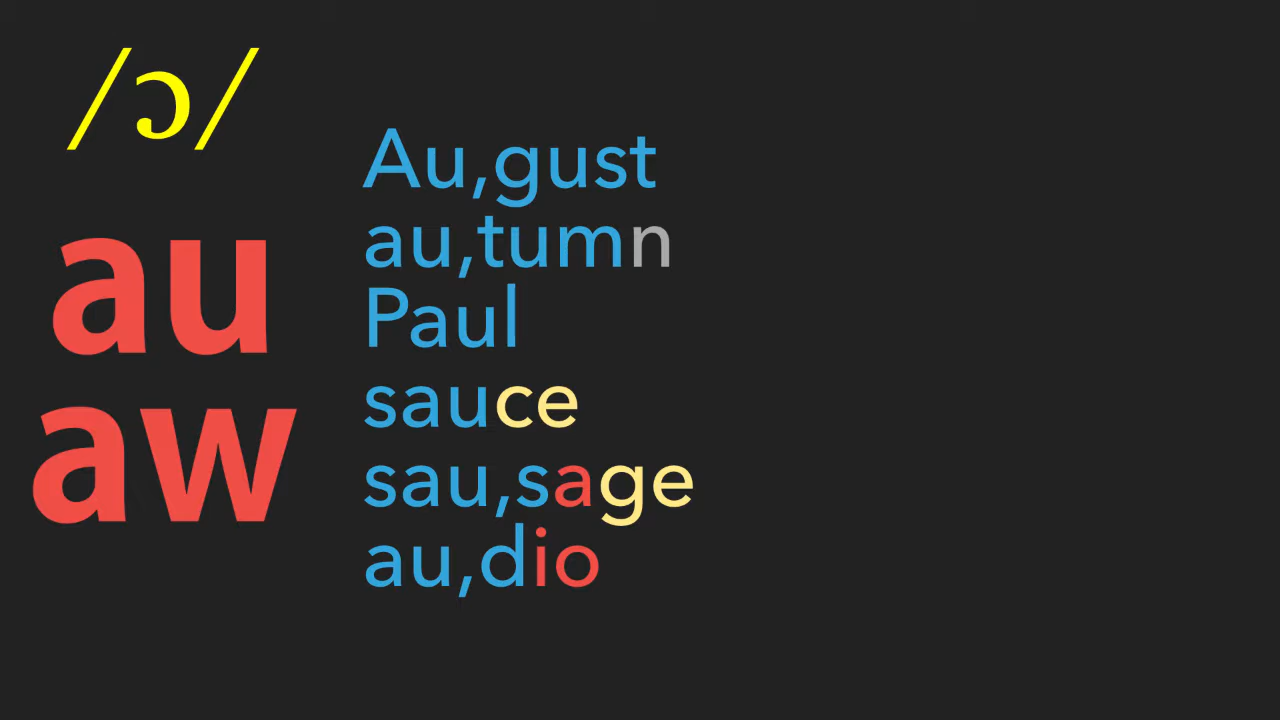 /ɔ/
au
aw
Au,gust
au,tumn
Paul
sauce
sau,sage
au,dio